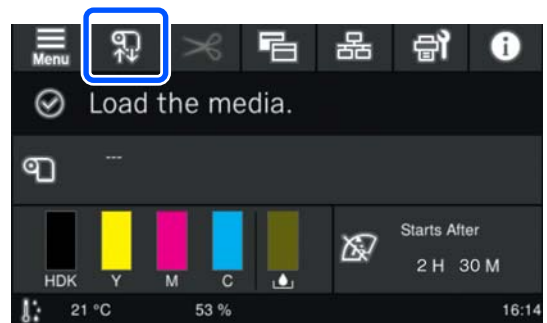 Menu
Load the media.
---
HDK Y M C
Starts After
2 H 30 M
21 °C 53 % 16:14